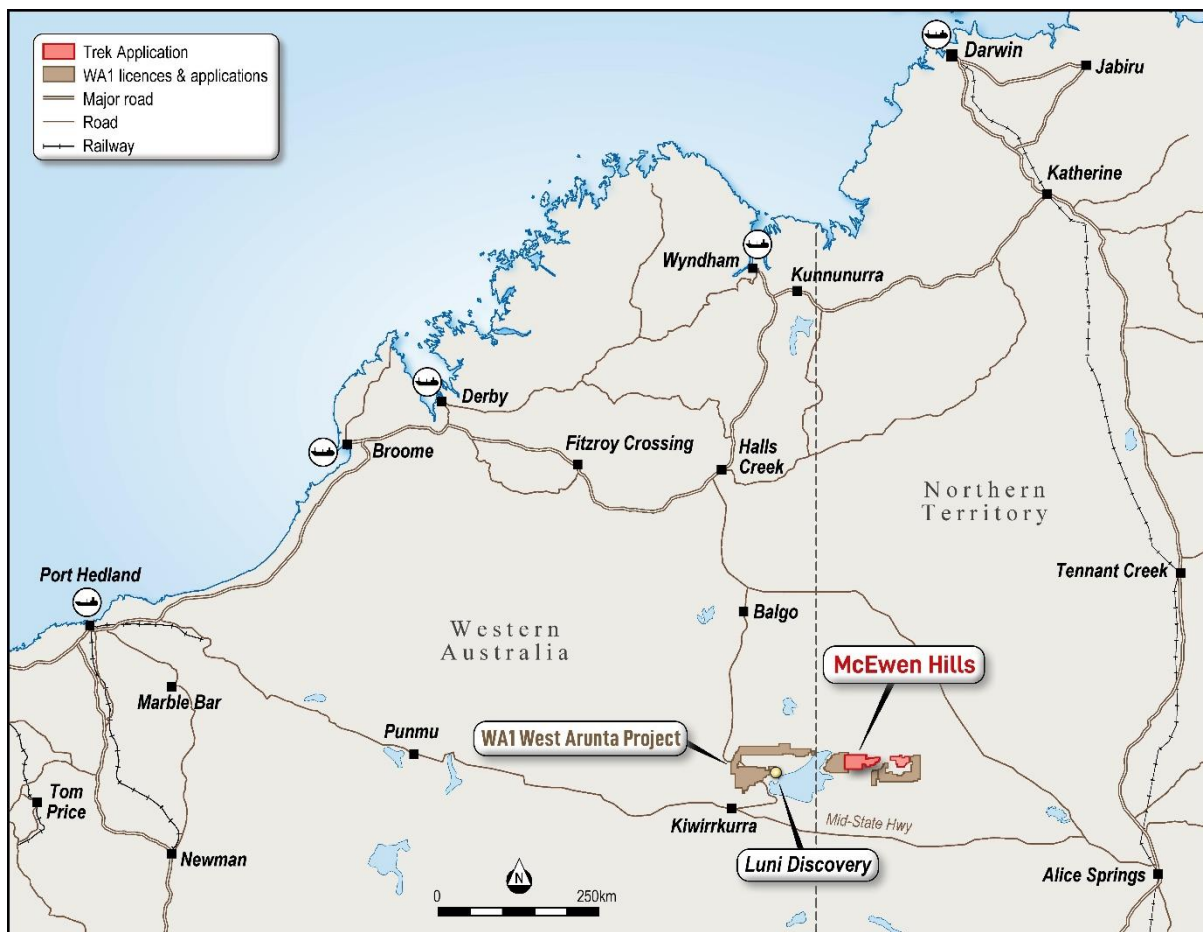 Trek Application
WA1 licences & applications
Major road
Road
Railway
Darwin
Jabiru
Katherine
Wyndham
Kununurra
Derby
Broome
Fitzroy Crossing
Halls
Creek
Northern
Territory
Port Hedland
Tennant Creek
Balgo
Western
Australia
McEwen Hills
Marble Bar
Punmu
WA1 West Arunta Project
Tom
Price
Kiwirrkurra
Mid-State Hwy
Newman
Luni Discovery
Alice Springs
N
0
250km